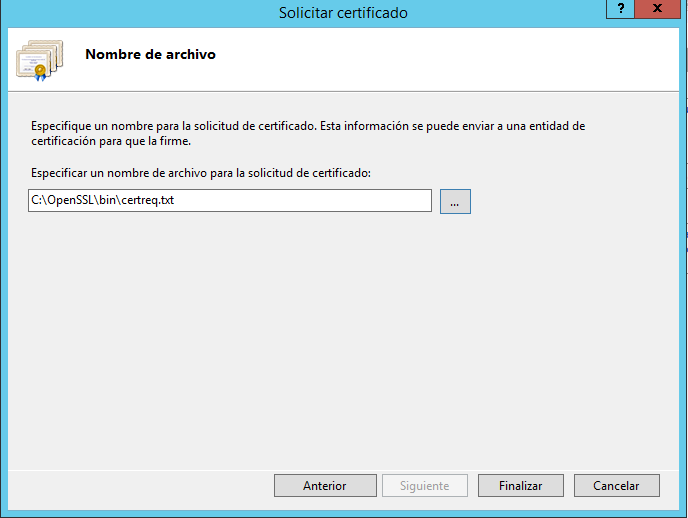 Solicitar certificado
? x
Nombre de archivo
Especifique un nombre para la solicitud de certificado. Esta información se puede enviar a una entidad de
certificación para que la firme.
Especificar un nombre de archivo para la solicitud de certificado:
C:\OpenSSL\bin\certreq.txt
...
Anterior Siguiente Finalizar Cancelar